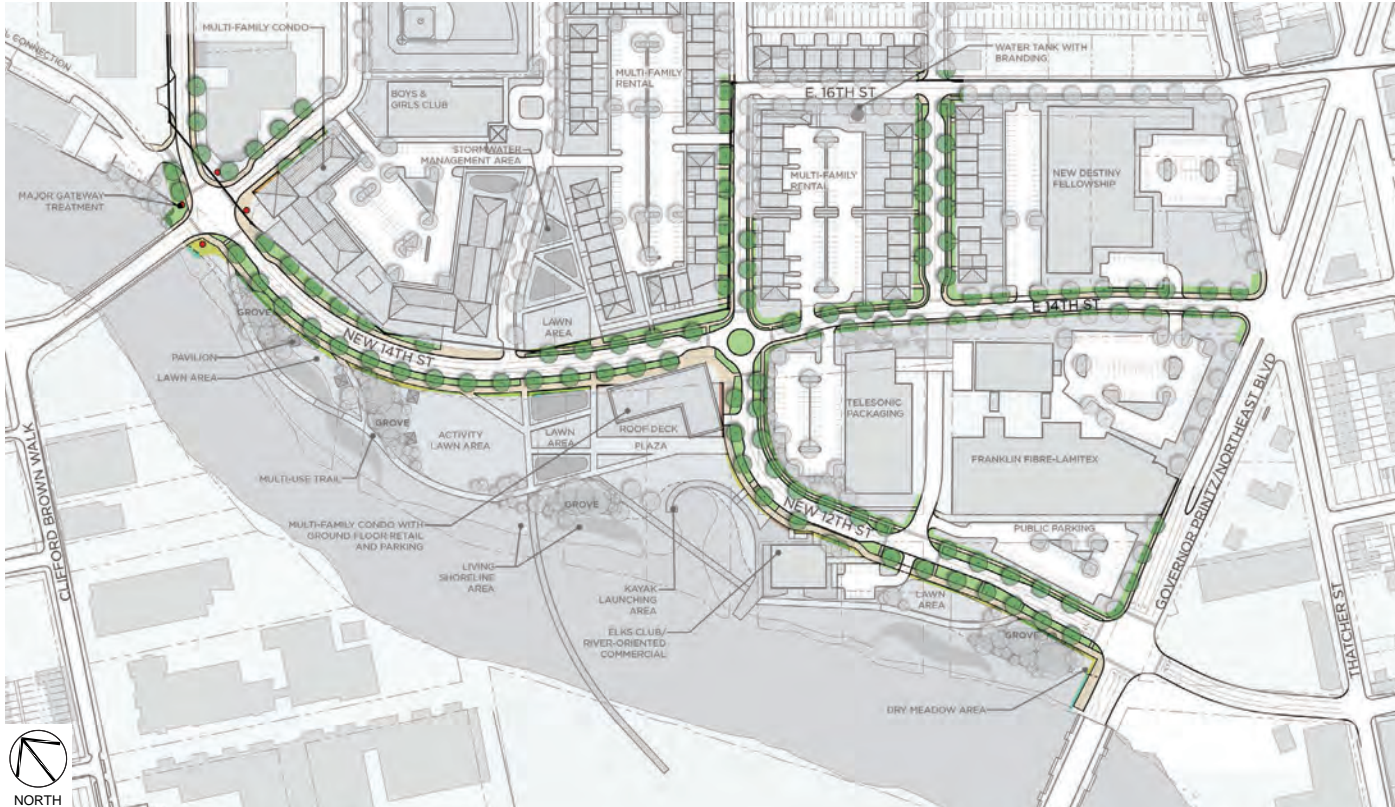 MULTI-FAMILY CONDO
CONNECTION
WATER TANK WITH
BRANDING
MULTI-FAMILY
RENTAL
BOYS &
GIRLS CLUB
E. 16TH ST
STORMWATER
MANAGEMENT AREA
MULTI-FAMILY
RENTAL
NEW DESTINY
FELLOWSHIP
MAJOR GATEWAY
TREATMENT
GROVE
LAWN
AREA
E 14TH ST
NEW 14TH ST
PAVILION
LAWN AREA
GROVE
ACTIVITY
LAWN AREA
LAWN
AREA
ROOF DECK
PLAZA
TELESONIC
PACKAGING
FRANKLIN FIBRE-LAMITEX
CLIFFORD BROWN WALK
GOVERNOR PRINTZ/NORTHEAST BLVD
MULTI-USE TRAIL
GROVE
NEW 12TH ST
PUBLIC PARKING
MULTI-FAMILY CONDO WITH
GROUND FLOOR RETAIL
AND PARKING
LIVING
SHORELINE
AREA
KAYAK
LAUNCHING
AREA
LAWN
AREA
THATCHER ST
ELKS CLUB/
RIVER-ORIENTED
COMMERCIAL
GROVE
DRY MEADOW AREA
NORTH